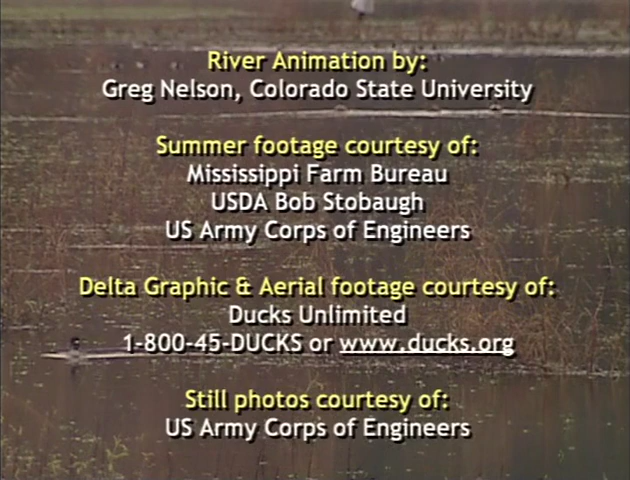 River Animation by:
Greg Nelson, Colorado State University
Summer footage courtesy of:
Mississippi Farm Bureau
USDA Bob Stobaugh
US Army Corps of Engineers
Delta Graphic & Aerial footage courtesy of:
Ducks Unlimited
1-800-45-DUCKS or www.ducks.org
Still photos courtesy of:
US Army Corps of Engineers